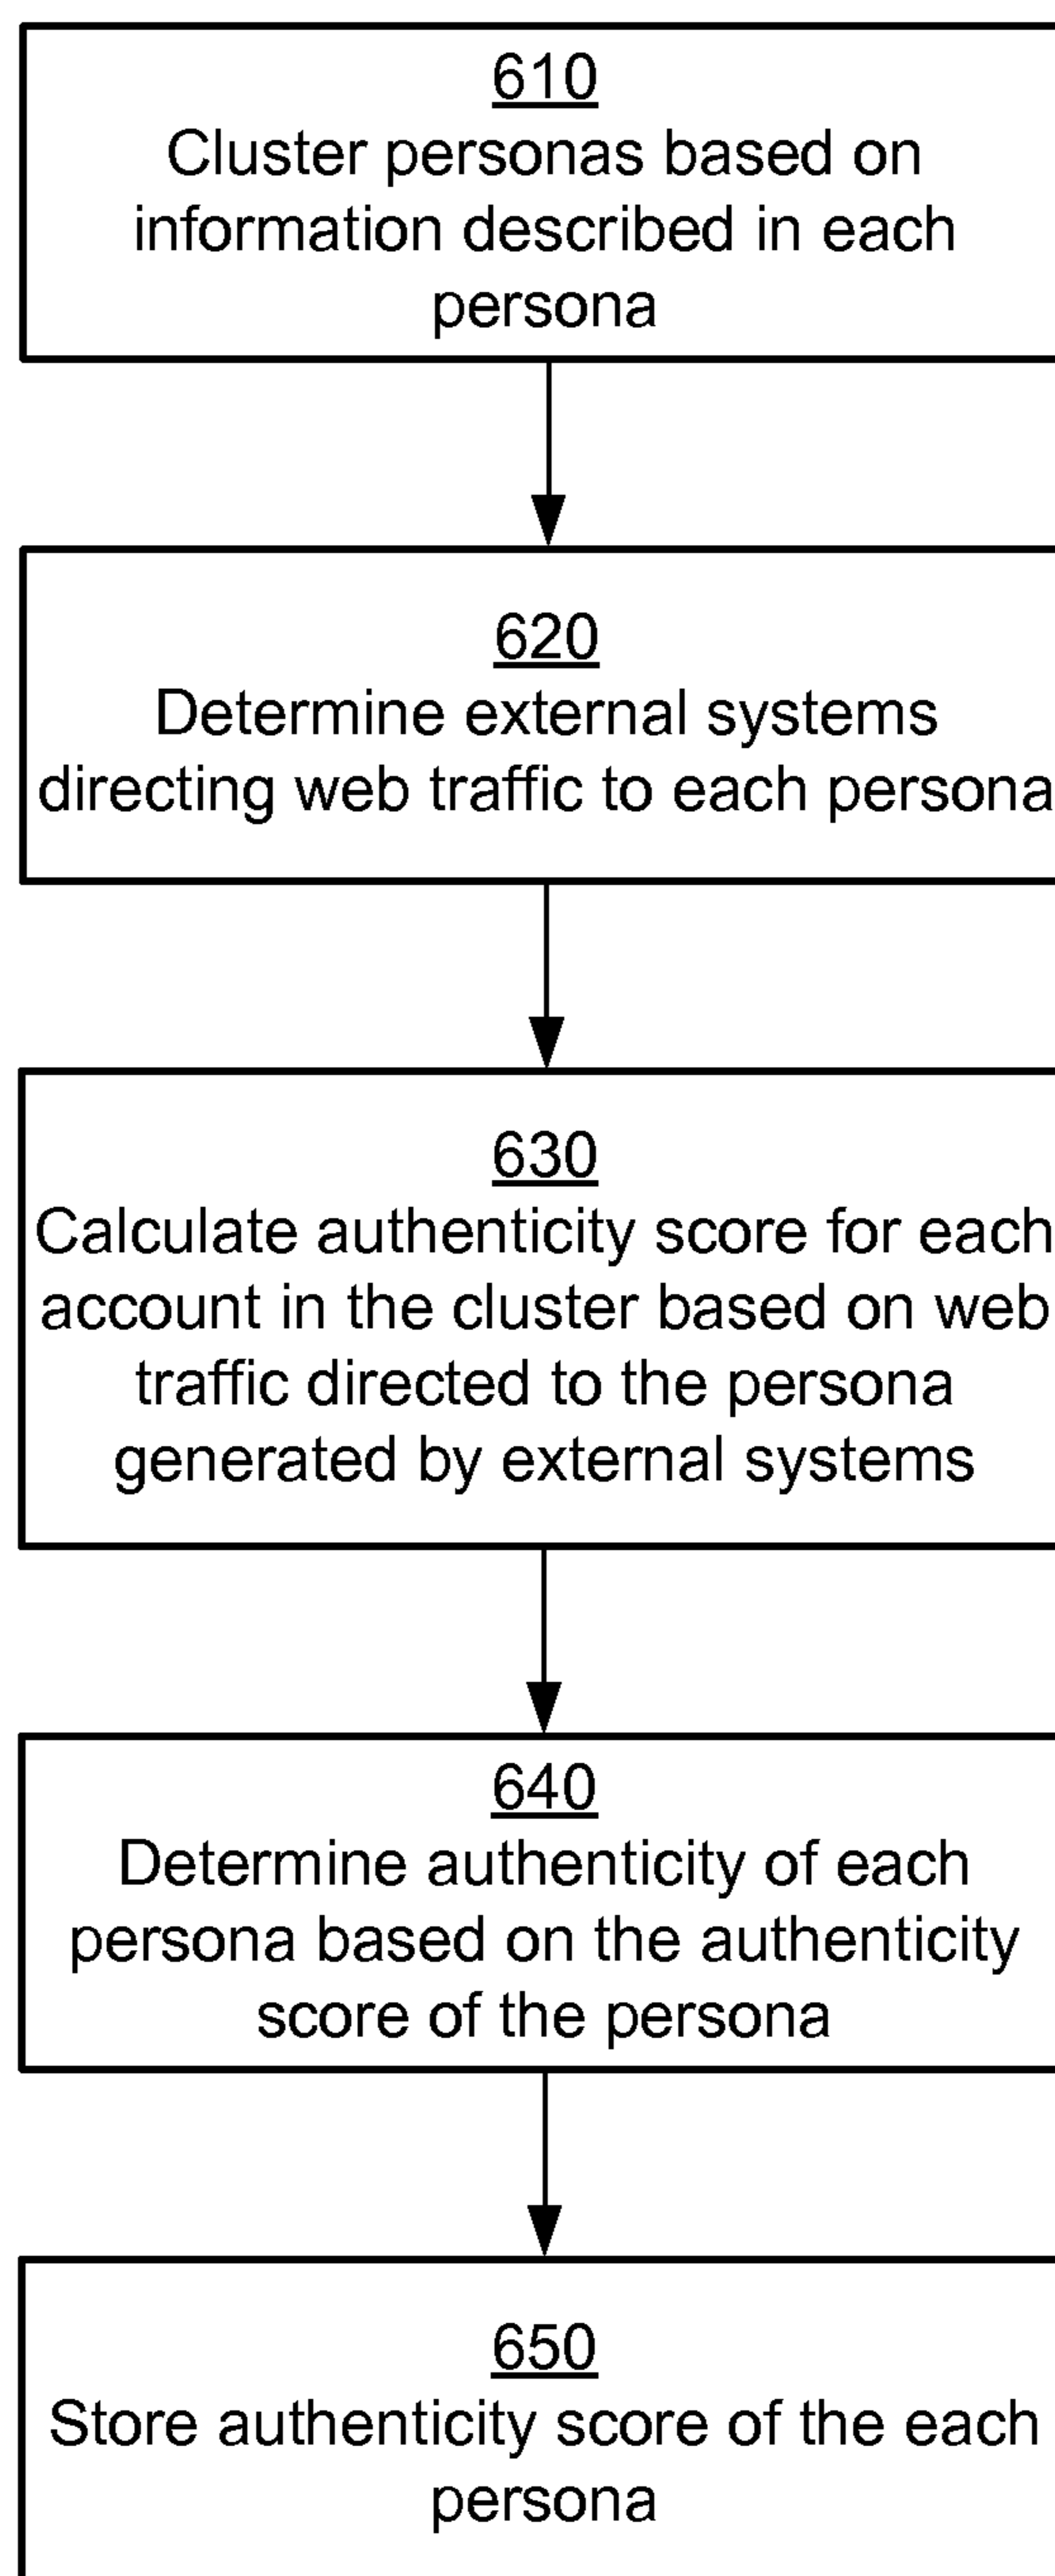 610
Cluster personas based on
information described in each
persona
620
Determine external systems
directing web traffic to each persona
630
Calculate authenticity score for each
account in the cluster based on web
traffic directed to the persona
generated by external systems
640
Determine authenticity of each
persona based on the authenticity
score of the persona
650
Store authenticity score of the each
persona